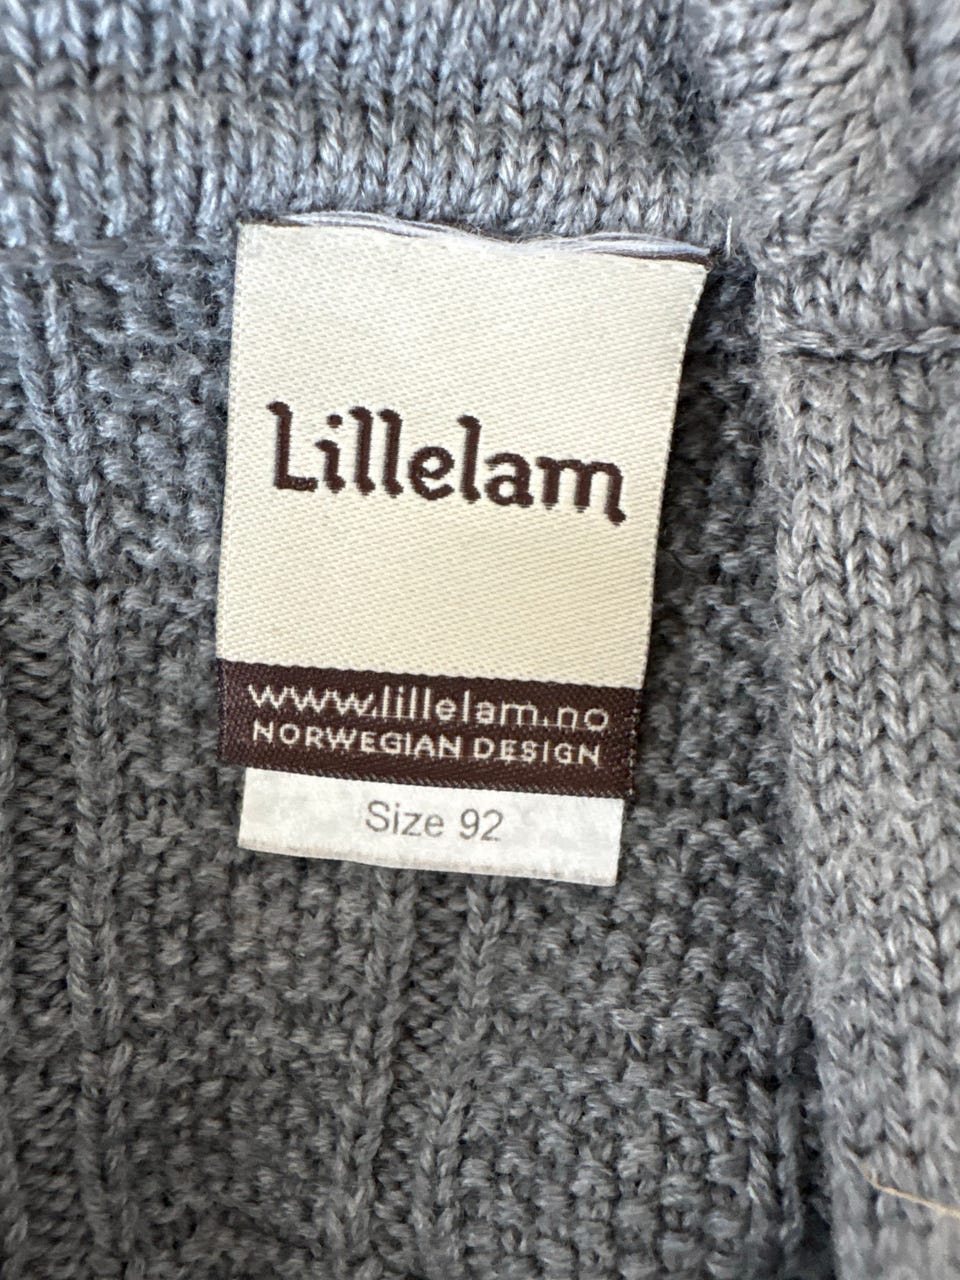 Lillelam
www.lillelam.no
NORWEGIAN DESIGN
Size 92